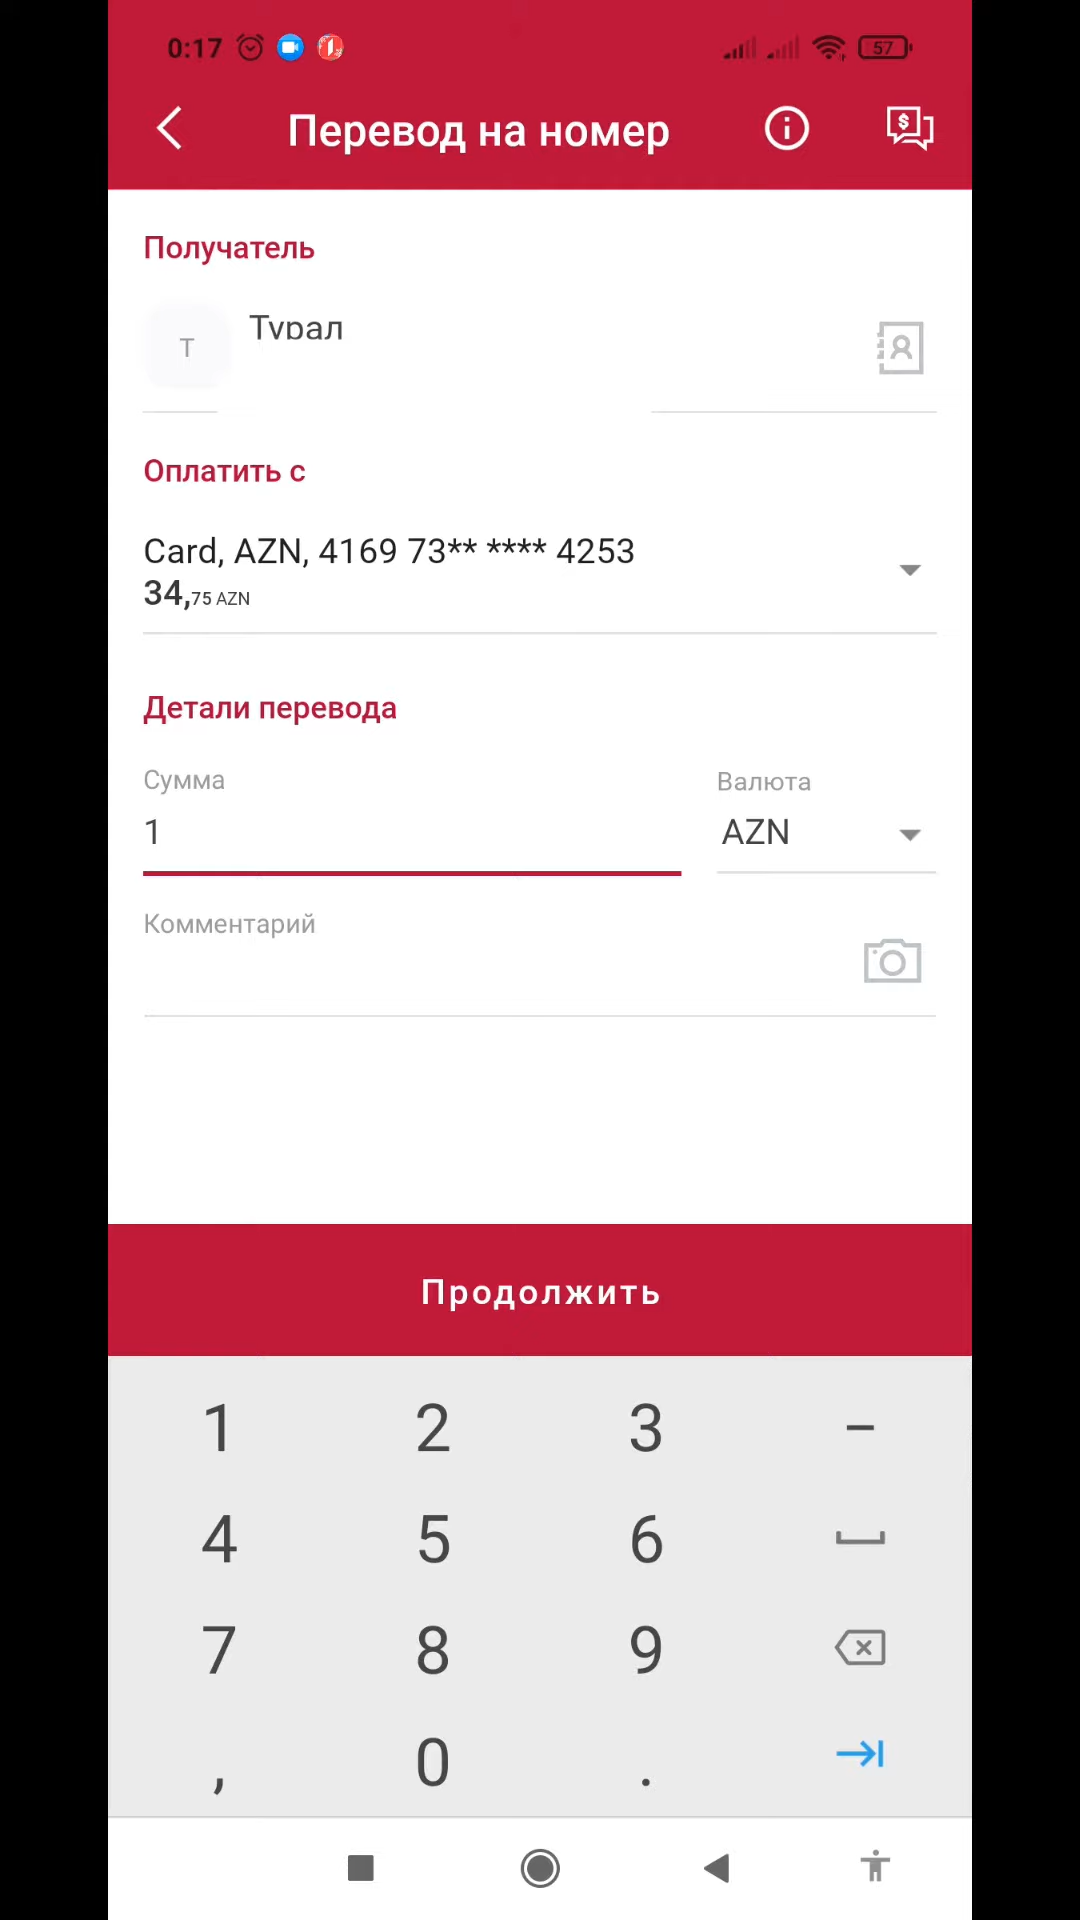 0:17
57
Перевод на номер
Получатель
Т
Турал
Оплатить с
Card, AZN, 4169 73** **** 4253
34,75 AZN
Детали перевода
Сумма
Валюта
1
AZN
Комментарий
Продолжить
1 2 3 –
4 5 6
7 8 9
, 0 .